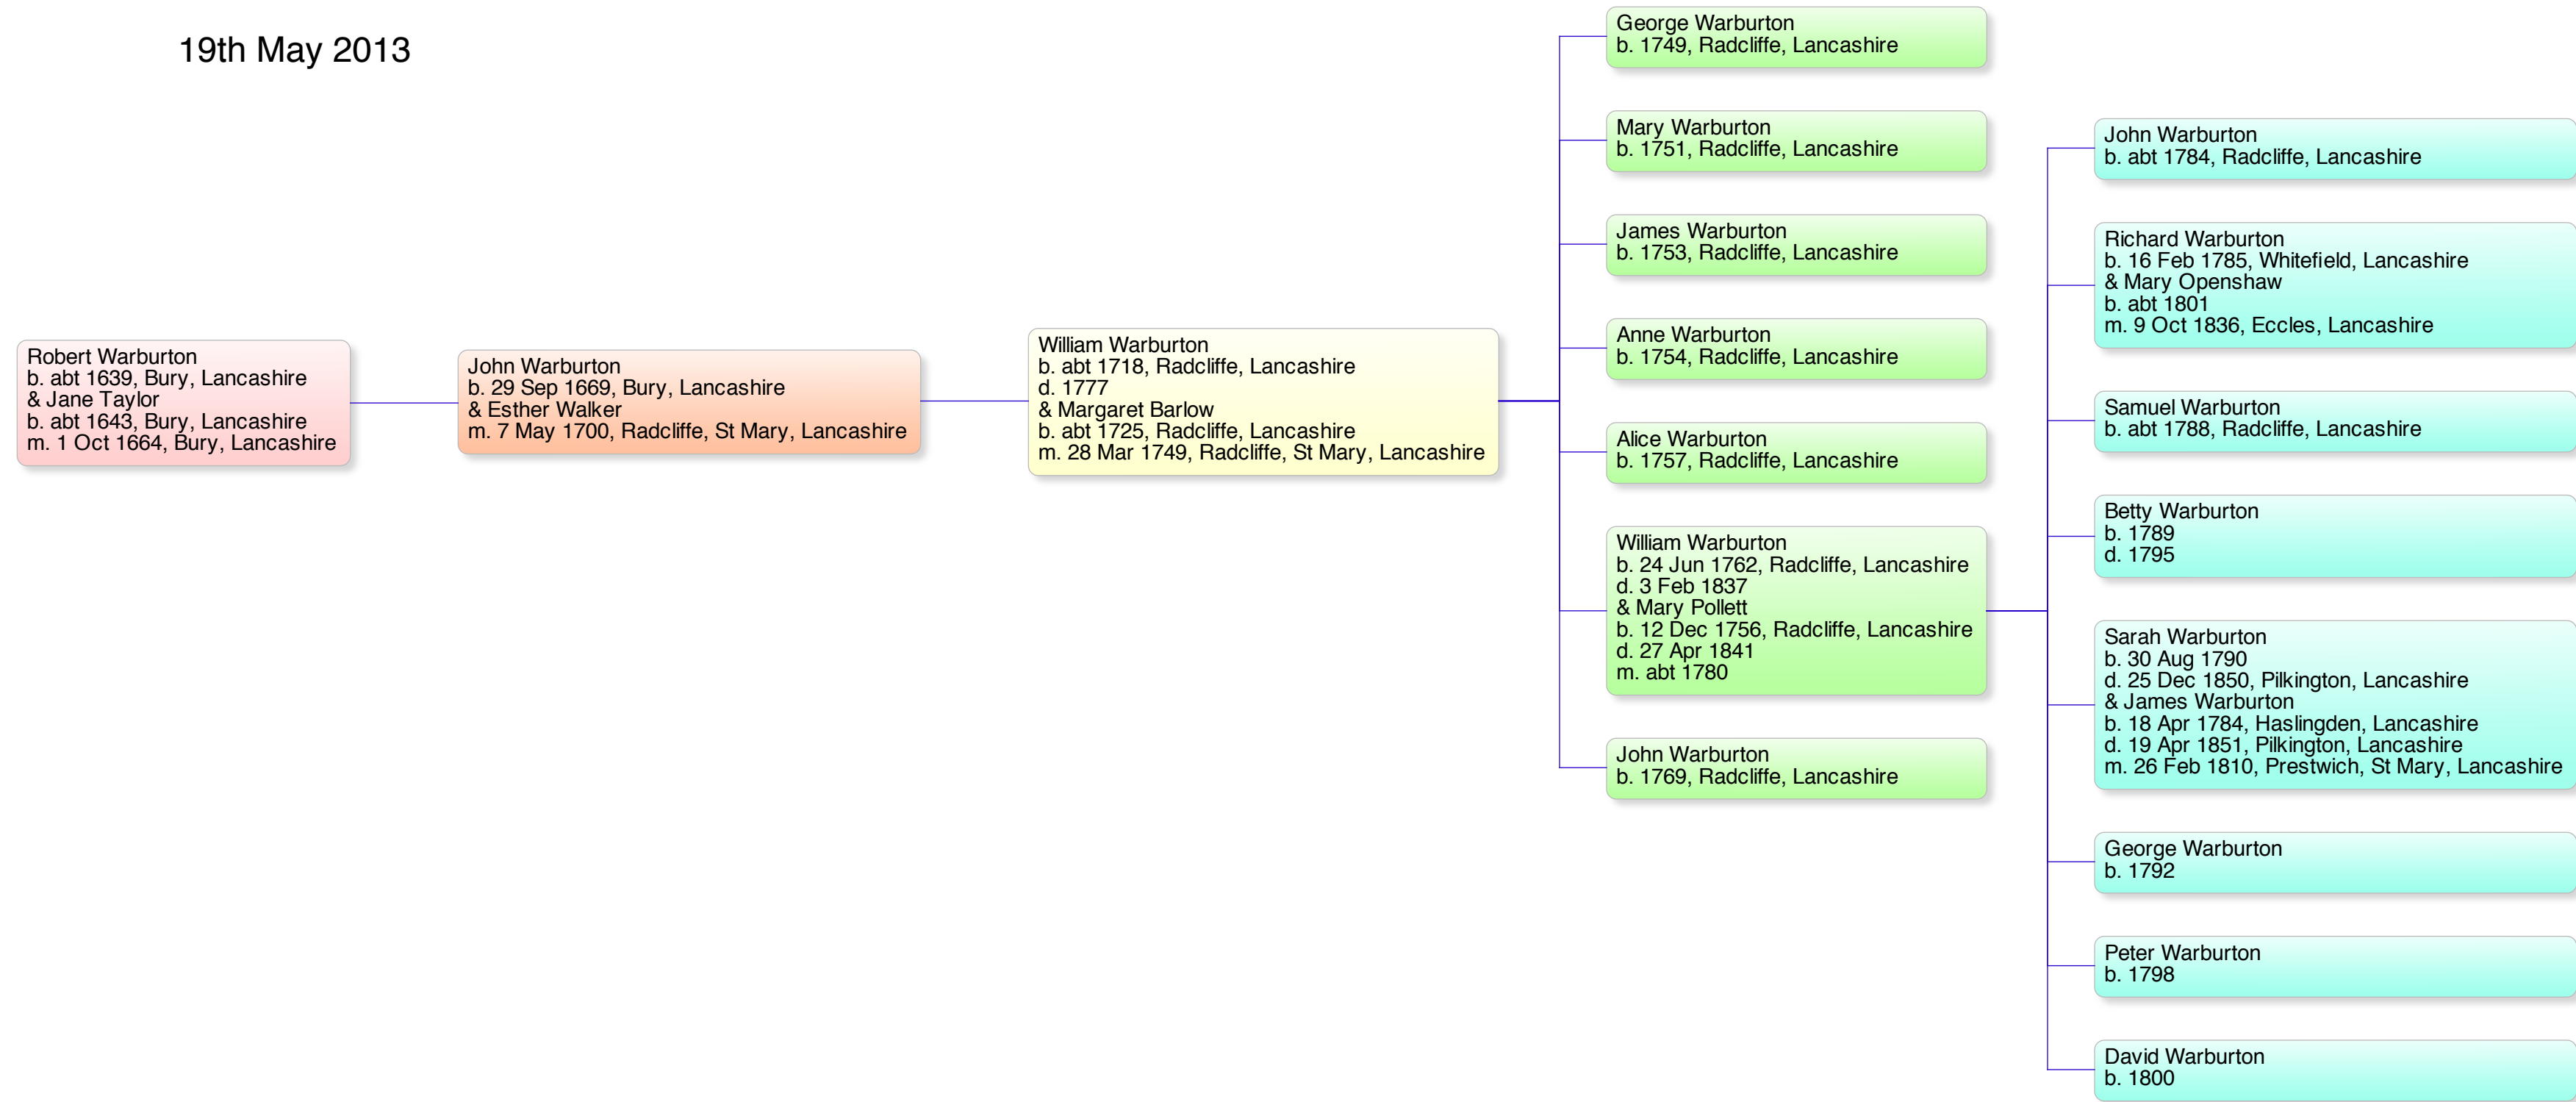 19th May 2013
Robert Warburton
b. abt 1639, Bury, Lancashire
& Jane Taylor
b. abt 1643, Bury, Lancashire
m. 1 Oct 1664, Bury, Lancashire
John Warburton
b. 29 Sep 1669, Bury, Lancashire
& Esther Walker
m. 7 May 1700, Radcliffe, St Mary, Lancashire
William Warburton
b. abt 1718, Radcliffe, Lancashire
d. 1777
& Margaret Barlow
b. abt 1725, Radcliffe, Lancashire
m. 28 Mar 1749, Radcliffe, St Mary, Lancashire
George Warburton
b. 1749, Radcliffe, Lancashire
Mary Warburton
b. 1751, Radcliffe, Lancashire
James Warburton
b. 1753, Radcliffe, Lancashire
Anne Warburton
b. 1754, Radcliffe, Lancashire
Alice Warburton
b. 1757, Radcliffe, Lancashire
William Warburton
b. 24 Jun 1762, Radcliffe, Lancashire
d. 3 Feb 1837
& Mary Pollett
b. 12 Dec 1756, Radcliffe, Lancashire
d. 27 Apr 1841
m. abt 1780
John Warburton
b. 1769, Radcliffe, Lancashire
John Warburton
b. abt 1784, Radcliffe, Lancashire
Richard Warburton
b. 16 Feb 1785, Whitefield, Lancashire
& Mary Openshaw
b. abt 1801
m. 9 Oct 1836, Eccles, Lancashire
Samuel Warburton
b. abt 1788, Radcliffe, Lancashire
Betty Warburton
b. 1789
d. 1795
Sarah Warburton
b. 30 Aug 1790
d. 25 Dec 1850, Pilkington, Lancashire
& James Warburton
b. 18 Apr 1784, Haslingden, Lancashire
d. 19 Apr 1851, Pilkington, Lancashire
m. 26 Feb 1810, Prestwich, St Mary, Lancashire
George Warburton
b. 1792
Peter Warburton
b. 1798
David Warburton
b. 1800